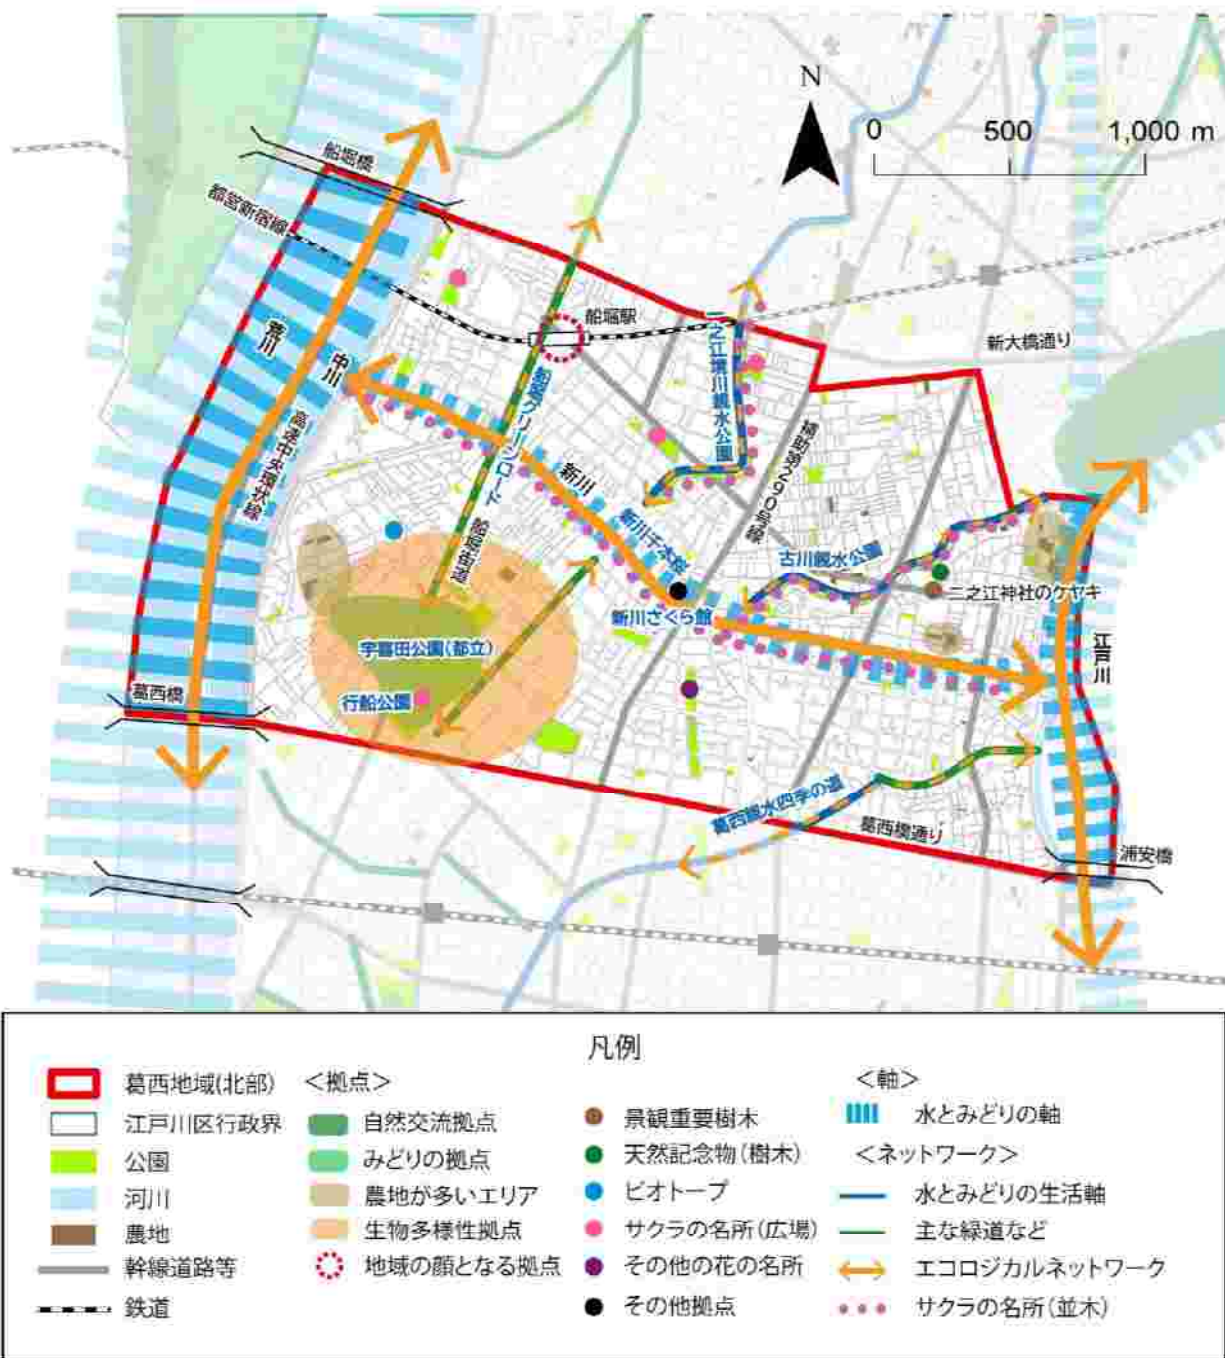 N
0 500 1,000 m
船堀橋
都営新宿線
船堀駅
新大橋通り
荒川
中川
高速中央環状線
船堀グリーンロード
船堀街道
一之江境川親水公園
補助第290号線
新川
新川千本桜
古川親水公園
二之江神社のケヤキ
新川さくら館
宇喜田公園(都立)
行船公園
江戸川
葛西橋
葛西親水四季の道
葛西橋通り
浦安橋
凡例
葛西地域(北部)
江戸川区行政界
公園
河川
農地
幹線道路等
鉄道
<拠点>
自然交流拠点
みどりの拠点
農地が多いエリア
生物多様性拠点
地域の顔となる拠点
景観重要樹木
天然記念物(樹木)
ビオトープ
サクラの名所(広場)
その他の花の名所
その他拠点
<軸>
水とみどりの軸
<ネットワーク>
水とみどりの生活軸
主な緑道など
エコロジカルネットワーク
サクラの名所(並木)